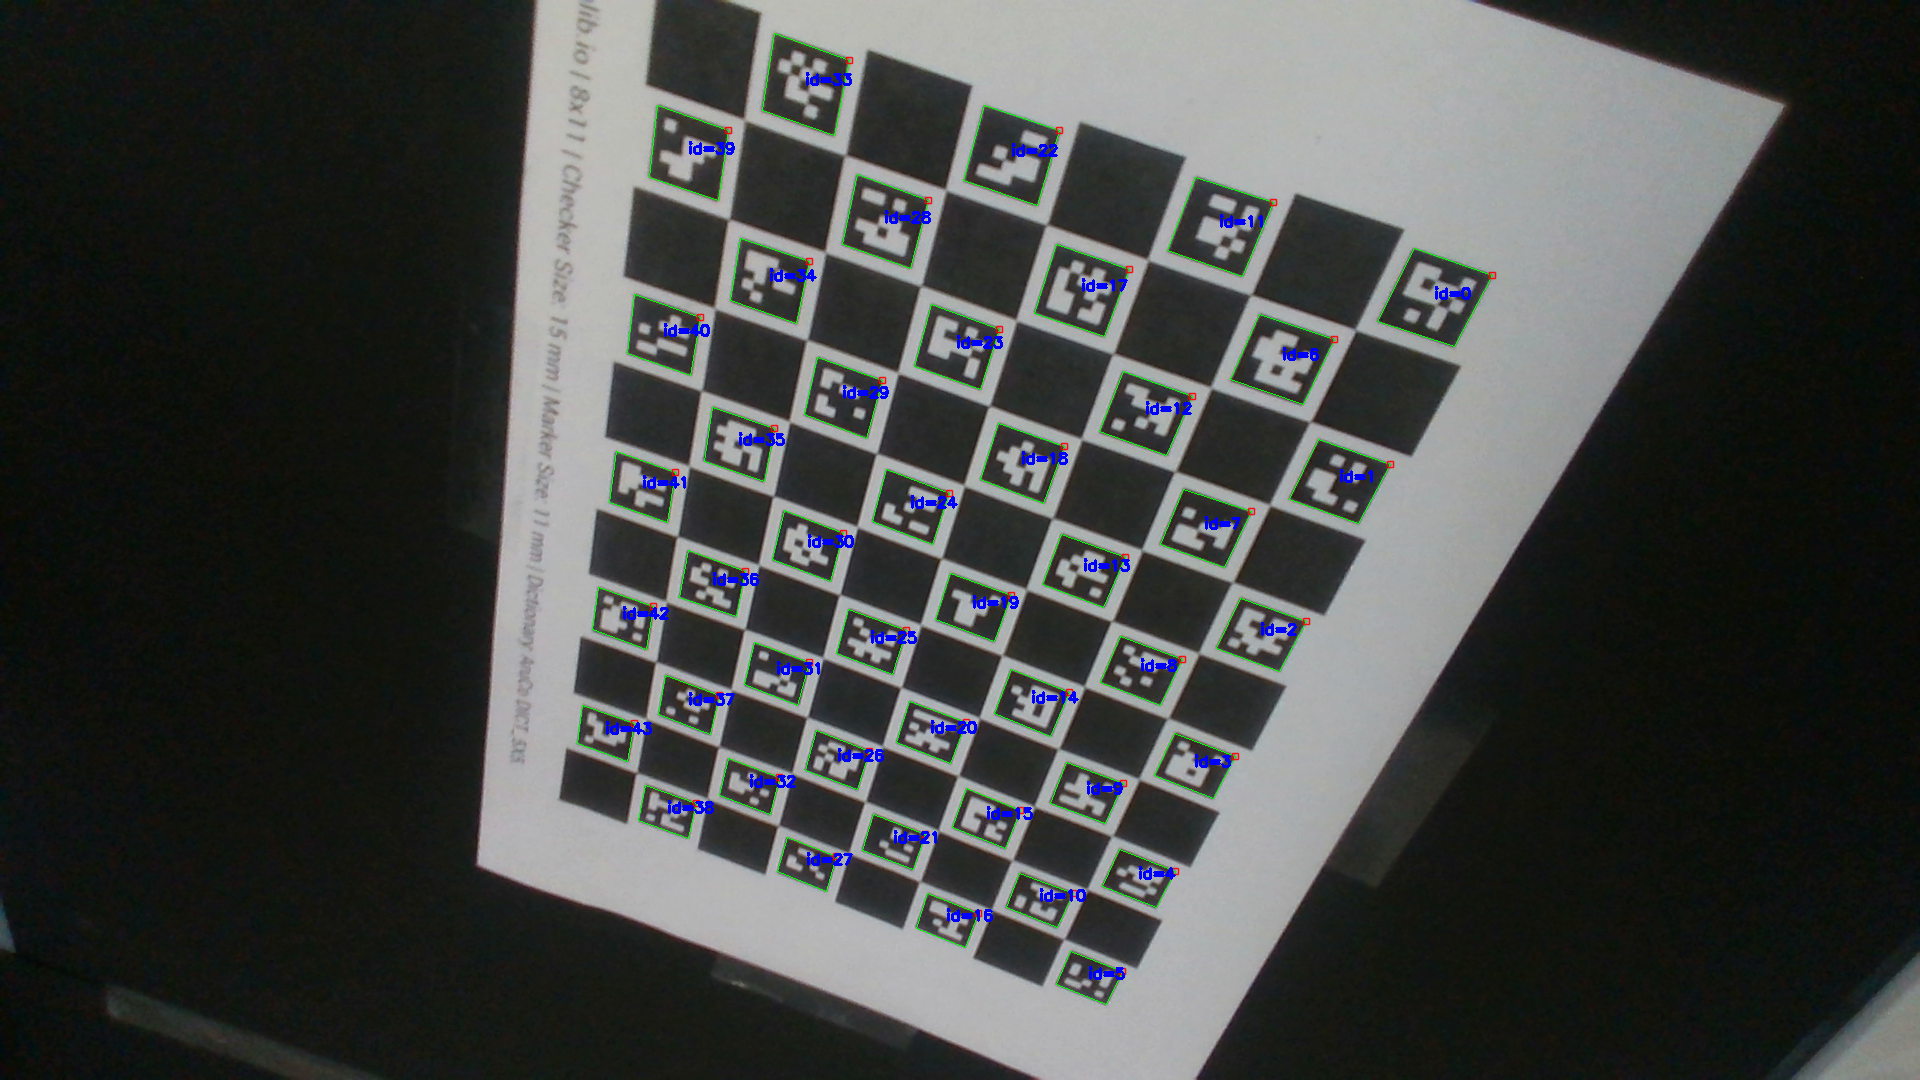 lib.io | 8x11 | Checker Size: 15 mm | Marker Size: 11 mm | Dictionary: ArUco DICT_5X5
id=33
id=39
id=22
id=28
id=11
id=34
id=17
id=0
id=40
id=23
id=6
id=29
id=12
id=35
id=18
id=1
id=41
id=24
id=7
id=30
id=13
id=36
id=19
id=2
id=42
id=25
id=8
id=31
id=14
id=37
id=20
id=3
id=43
id=26
id=9
id=32
id=15
id=38
id=21
id=4
id=27
id=10
id=16
id=5